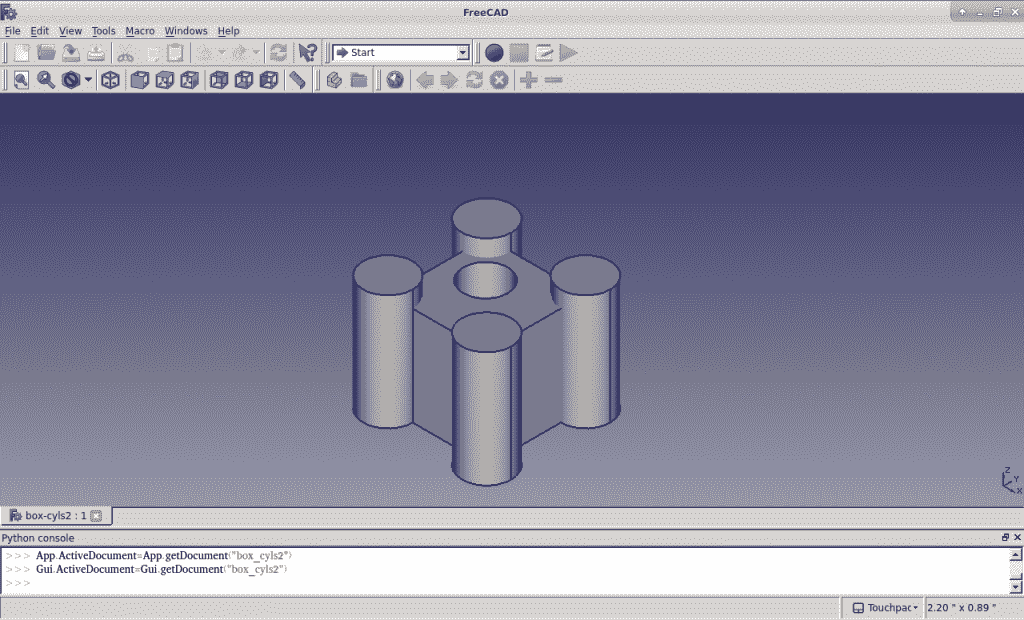 FreeCAD
File Edit View Tools Macro Windows Help
Start
Z
Y
X
box-cyls2 : 1
Python console
>>> App.ActiveDocument=App.getDocument("box_cyls2")
>>> Gui.ActiveDocument=Gui.getDocument("box_cyls2")
>>>
Touchpac 2.20 " x 0.89 "